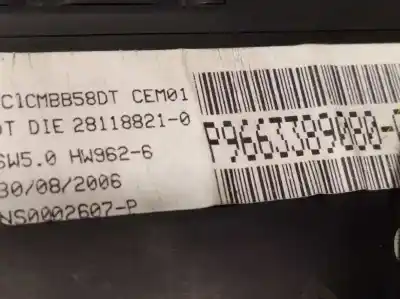 C1CMBB58DT CEM01
DT DIE 28118821-0
SW5.0 HW962-6
30/08/2006
NS0002607-P
P9663389080-